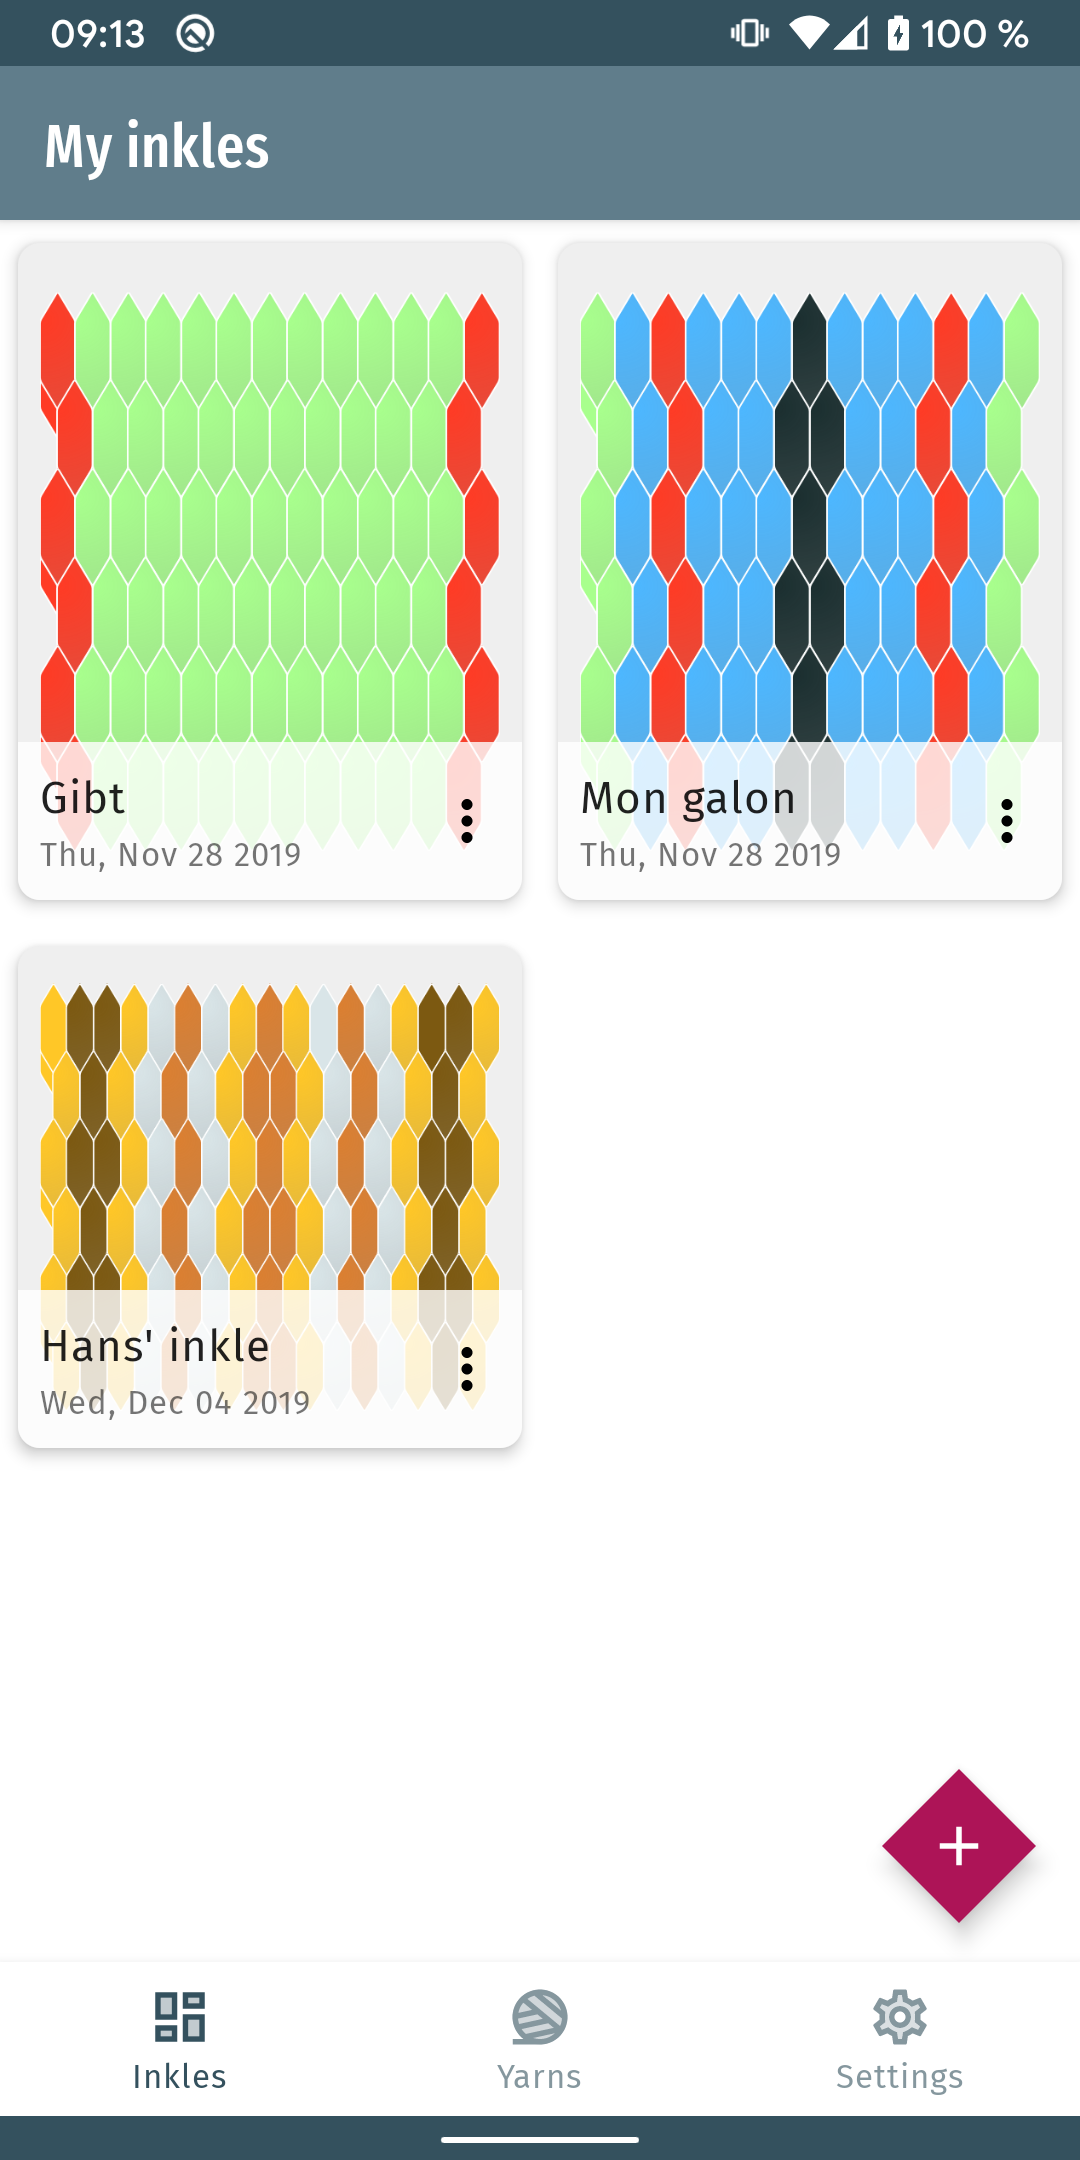 09:13
100 %
My inkles
Gibt
Thu, Nov 28 2019
Mon galon
Thu, Nov 28 2019
Hans' inkle
Wed, Dec 04 2019
Inkles
Yarns
Settings